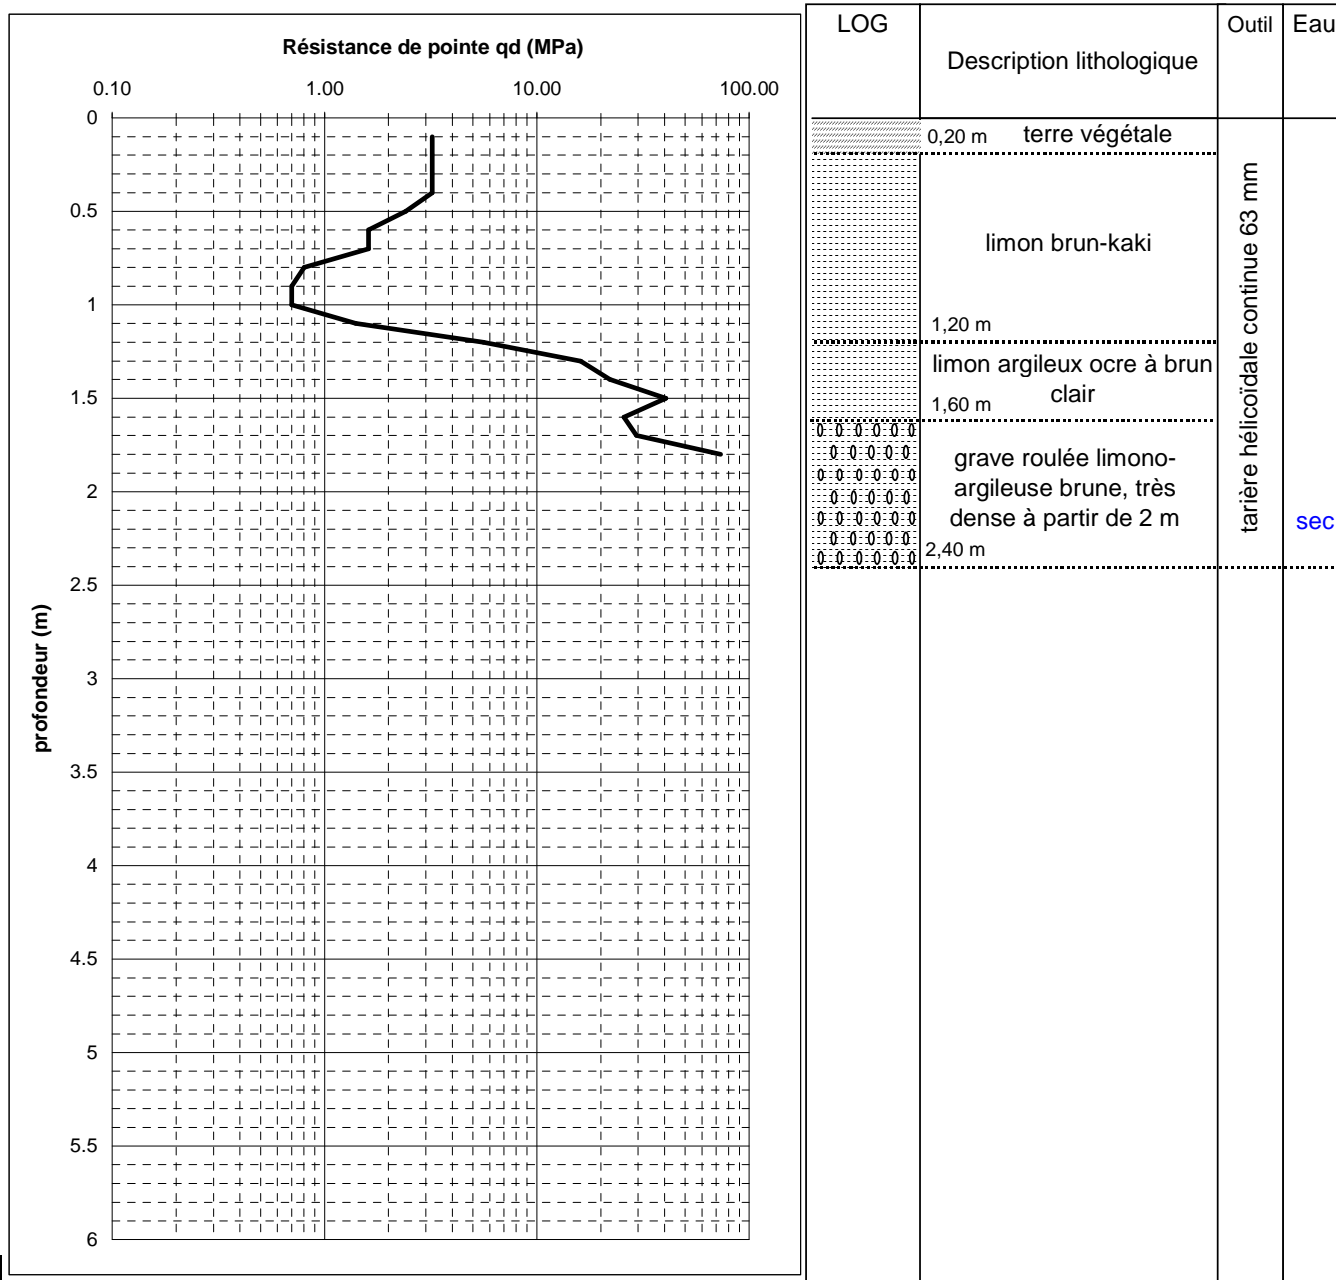 Résistance de pointe qd (MPa)
0.10 1.00 10.00 100.00
0
0.5
1
1.5
2
2.5
3
3.5
4
4.5
5
5.5
6
profondeur (m)
LOG
Description lithologique
Outil
Eau
0,20 m terre végétale
limon brun-kaki
1,20 m
limon argileux ocre à brun
clair
1,60 m
grave roulée limono-
argileuse brune, très
dense à partir de 2 m
2,40 m
tarière hélicoïdale continue 63 mm
sec